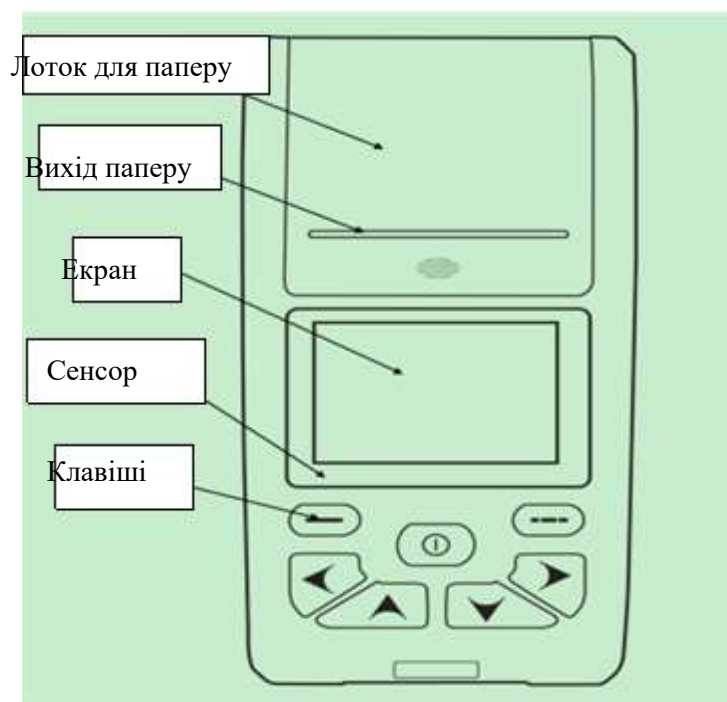 Лоток для паперу
Вихід паперу
Екран
Сенсор
Клавіші